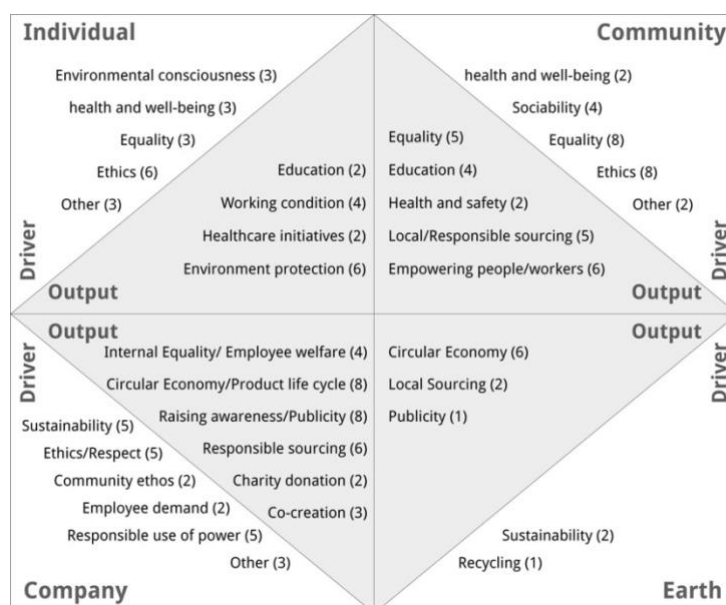 Individual
Environmental consciousness (3)
health and well-being (3)
Equality (3)
Ethics (6)
Other (3)
Driver
Education (2)
Working condition (4)
Healthcare initiatives (2)
Environment protection (6)
Output
Community
health and well-being (2)
Sociability (4)
Equality (8)
Ethics (8)
Other (2)
Driver
Equality (5)
Education (4)
Health and safety (2)
Local/Responsible sourcing (5)
Empowering people/workers (6)
Output
Output
Driver
Internal Equality/ Employee welfare (4)
Circular Economy/Product life cycle (8)
Raising awareness/Publicity (8)
Responsible sourcing (6)
Charity donation (2)
Co-creation (3)
Sustainability (5)
Ethics/Respect (5)
Community ethos (2)
Employee demand (2)
Responsible use of power (5)
Other (3)
Company
Output
Driver
Circular Economy (6)
Local Sourcing (2)
Publicity (1)
Sustainability (2)
Recycling (1)
Earth